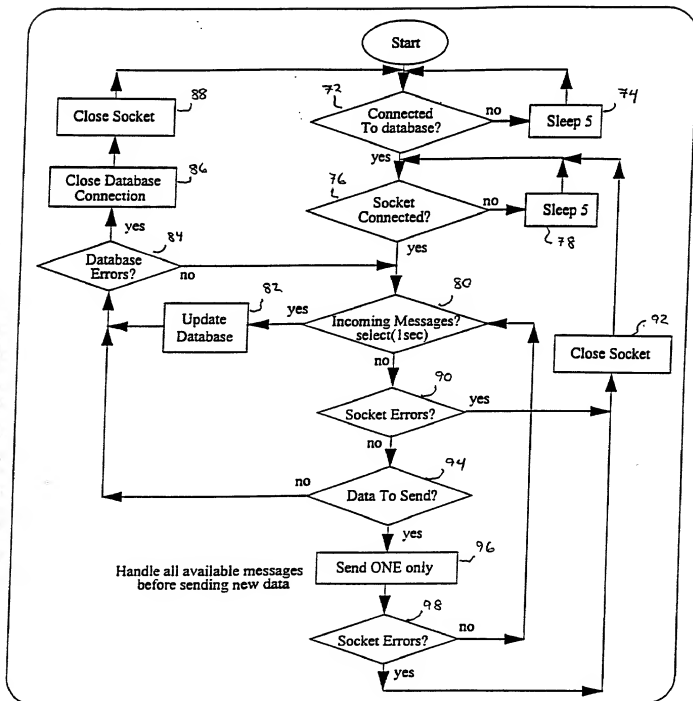 Start
88
72
74
Close Socket
Connected
To database?
no
Sleep 5
86
yes
Close Database
Connection
76
Socket
Connected?
no
Sleep 5
78
yes
84
yes
Database
Errors?
no
82
80
Update
Database
yes
Incoming Messages?
select(1sec)
92
Close Socket
no
90
Socket Errors?
yes
no
94
no
Data To Send?
yes
96
Handle all available messages
before sending new data
Send ONE only
98
Socket Errors?
no
yes